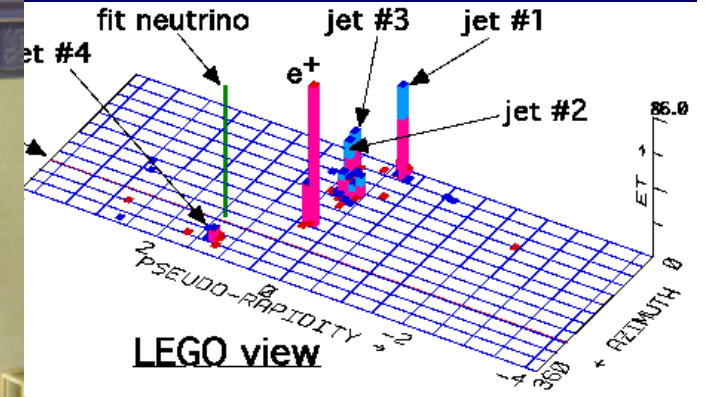 fit neutrino
jet #3
jet #1
et #4
e+
jet #2
86.0
ET →
2
PSEUDO-RAPIDITY →
0
-2
-4
360
← AZIMUTH
0
LEGO view